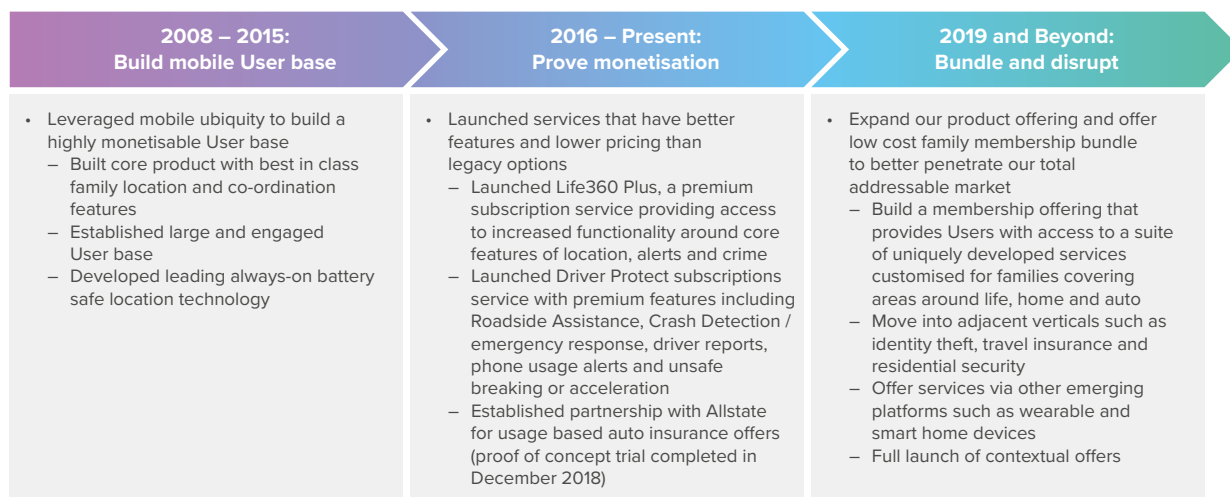 2008 – 2015:
Build mobile User base
• Leveraged mobile ubiquity to build a
highly monetisable User base
– Built core product with best in class
family location and co-ordination
features
– Established large and engaged
User base
– Developed leading always-on battery
safe location technology
2016 – Present:
Prove monetisation
• Launched services that have better
features and lower pricing than
legacy options
– Launched Life360 Plus, a premium
subscription service providing access
to increased functionality around core
features of location, alerts and crime
– Launched Driver Protect subscriptions
service with premium features including
Roadside Assistance, Crash Detection /
emergency response, driver reports,
phone usage alerts and unsafe
breaking or acceleration
– Established partnership with Allstate
for usage based auto insurance offers
(proof of concept trial completed in
December 2018)
2019 and Beyond:
Bundle and disrupt
• Expand our product offering and offer
low cost family membership bundle
to better penetrate our total
addressable market
– Build a membership offering that
provides Users with access to a suite
of uniquely developed services
customised for families covering
areas around life, home and auto
– Move into adjacent verticals such as
identity theft, travel insurance and
residential security
– Offer services via other emerging
platforms such as wearable and
smart home devices
– Full launch of contextual offers